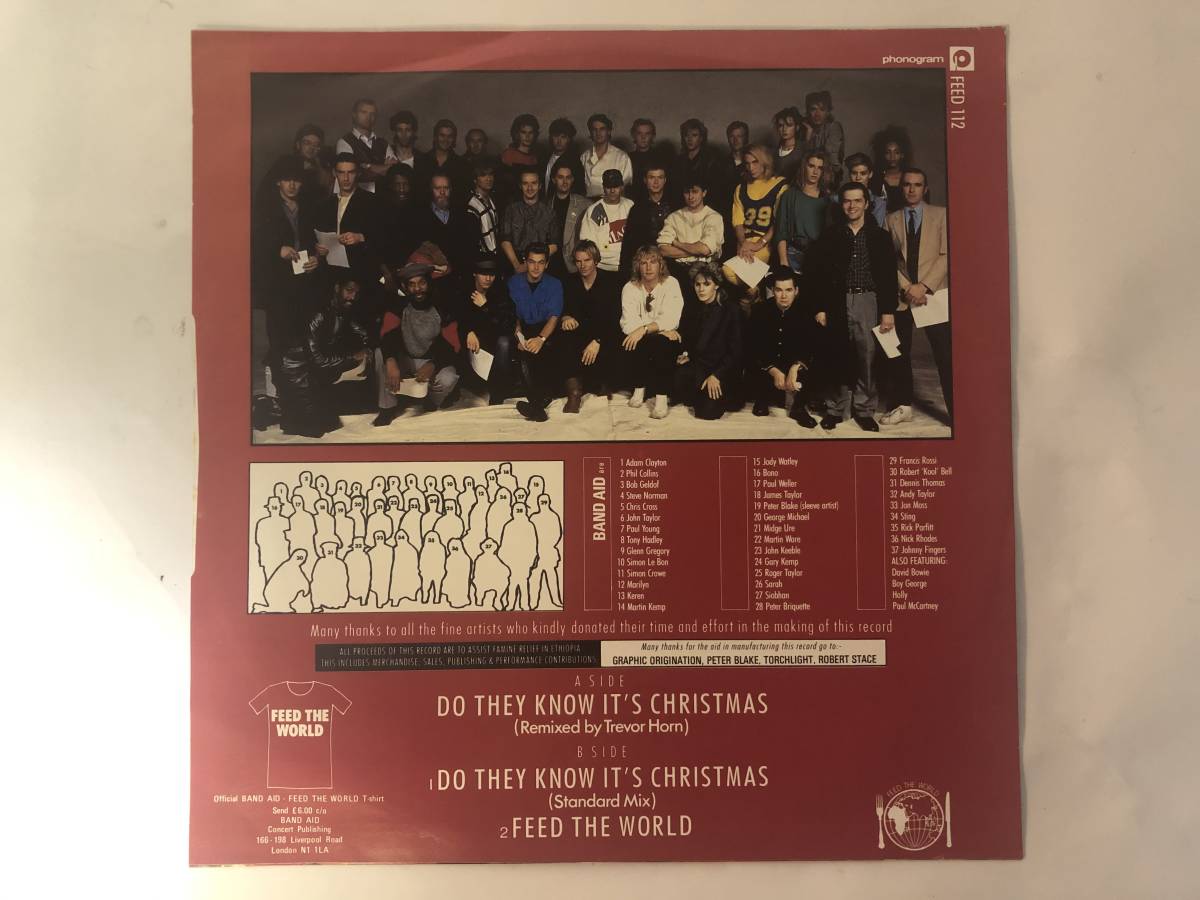 phonogram
FEED 112
39
BAND AID are
1 Adam Clayton
2 Phil Collins
3 Bob Geldof
4 Steve Norman
5 Chris Cross
6 John Taylor
7 Paul Young
8 Tony Hadley
9 Glenn Gregory
10 Simon Le Bon
11 Simon Crowe
12 Marilyn
13 Keren
14 Martin Kemp
15 Jody Watley
16 Bono
17 Paul Weller
18 James Taylor
19 Peter Blake (sleeve artist)
20 George Michael
21 Midge Ure
22 Martin Ware
23 John Keeble
24 Gary Kemp
25 Roger Taylor
26 Sarah
27 Siobhan
28 Peter Briquette
29 Francis Rossi
30 Robert 'Kool' Bell
31 Dennis Thomas
32 Andy Taylor
33 Jon Moss
34 Sting
35 Rick Parfitt
36 Nick Rhodes
37 Johnny Fingers
ALSO FEATURING:
David Bowie
Boy George
Holly
Paul McCartney
Many thanks to all the fine artists who kindly donated their time and effort in the making of this record
ALL PROCEEDS OF THIS RECORD ARE TO ASSIST FAMINE RELIEF IN ETHIOPIA
THIS INCLUDES MERCHANDISE, SALES, PUBLISHING & PERFORMANCE CONTRIBUTIONS
Many thanks for the aid in manufacturing this record go to:-
GRAPHIC ORIGINATION, PETER BLAKE, TORCHLIGHT, ROBERT STACE
A SIDE
DO THEY KNOW IT'S CHRISTMAS
(Remixed by Trevor Horn)
B SIDE
1 DO THEY KNOW IT'S CHRISTMAS
(Standard Mix)
2 FEED THE WORLD
FEED THE
WORLD
Official BAND AID - FEED THE WORLD T-shirt
Send £6.00 c/o
BAND AID
Concert Publishing
166-198 Liverpool Road
London N1 1LA
FEED THE WORLD